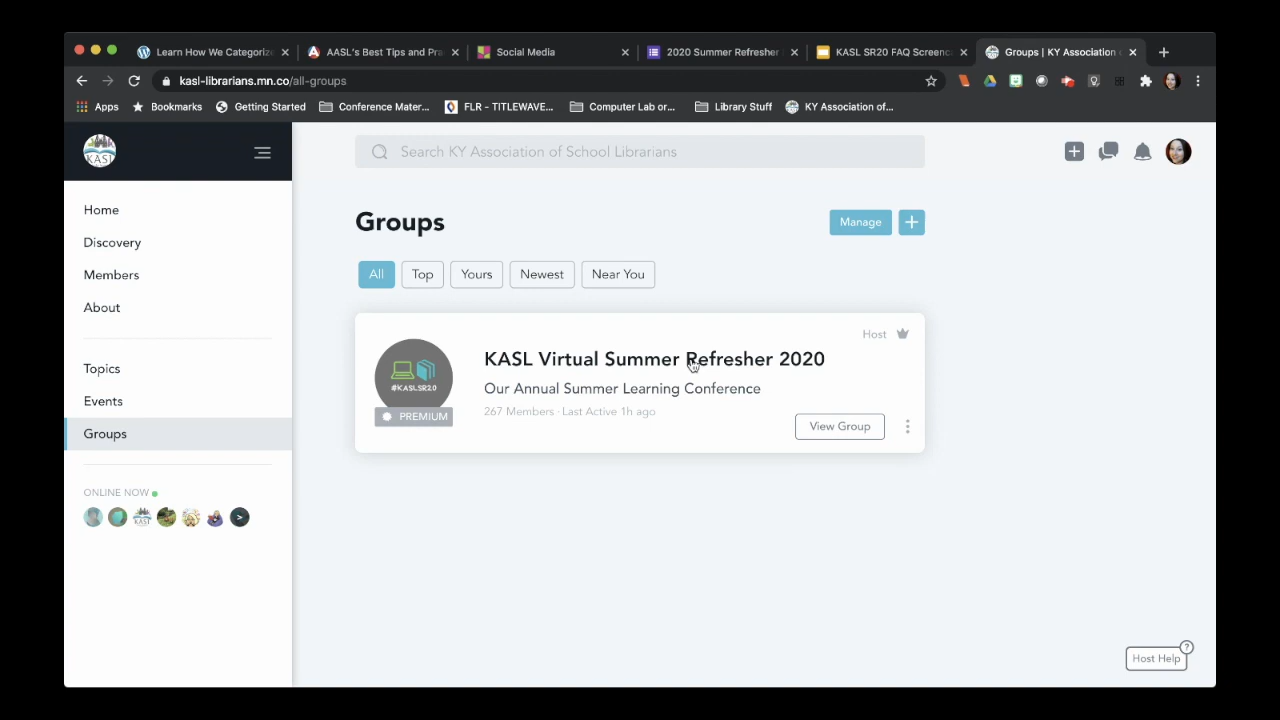 Learn How We Categoriz
AASL's Best Tips and Pra
Social Media
2020 Summer Refresher
KASL SR20 FAQ Screenc
Groups | KY Association o
kasl-librarians.mn.co/all-groups
Apps
Bookmarks
Getting Started
Conference Mater...
FLR - TITLEWAVE...
Computer Lab or...
Library Stuff
KY Association of...
KASL
Search KY Association of School Librarians
Home
Discovery
Members
About
Topics
Events
Groups
ONLINE NOW
Groups
Manage
All
Top
Yours
Newest
Near You
Host
#KASLSR20
PREMIUM
KASL Virtual Summer Refresher 2020
Our Annual Summer Learning Conference
267 Members · Last Active 1h ago
View Group
Host Help
?